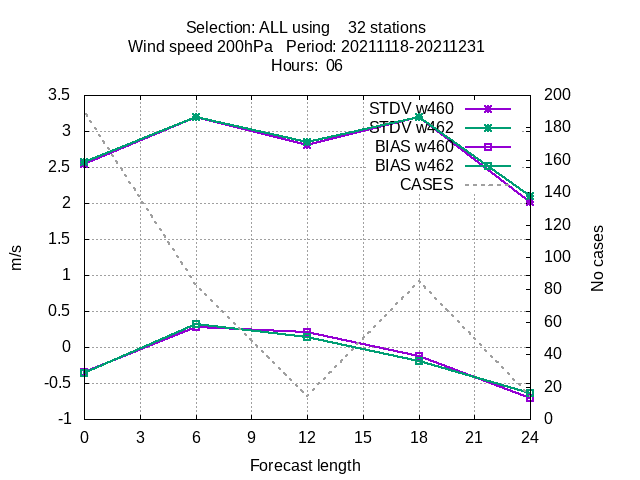 Selection: ALL using 32 stations
Wind speed 200hPa Period: 20211118-20211231
Hours: 06
3.5
3
2.5
2
1.5
1
0.5
0
-0.5
-1
m/s
STDV w460
STDV w462
BIAS w460
BIAS w462
CASES
200
180
160
140
120
100
80
60
40
20
0
No cases
0 3 6 9 12 15 18 21 24
Forecast length